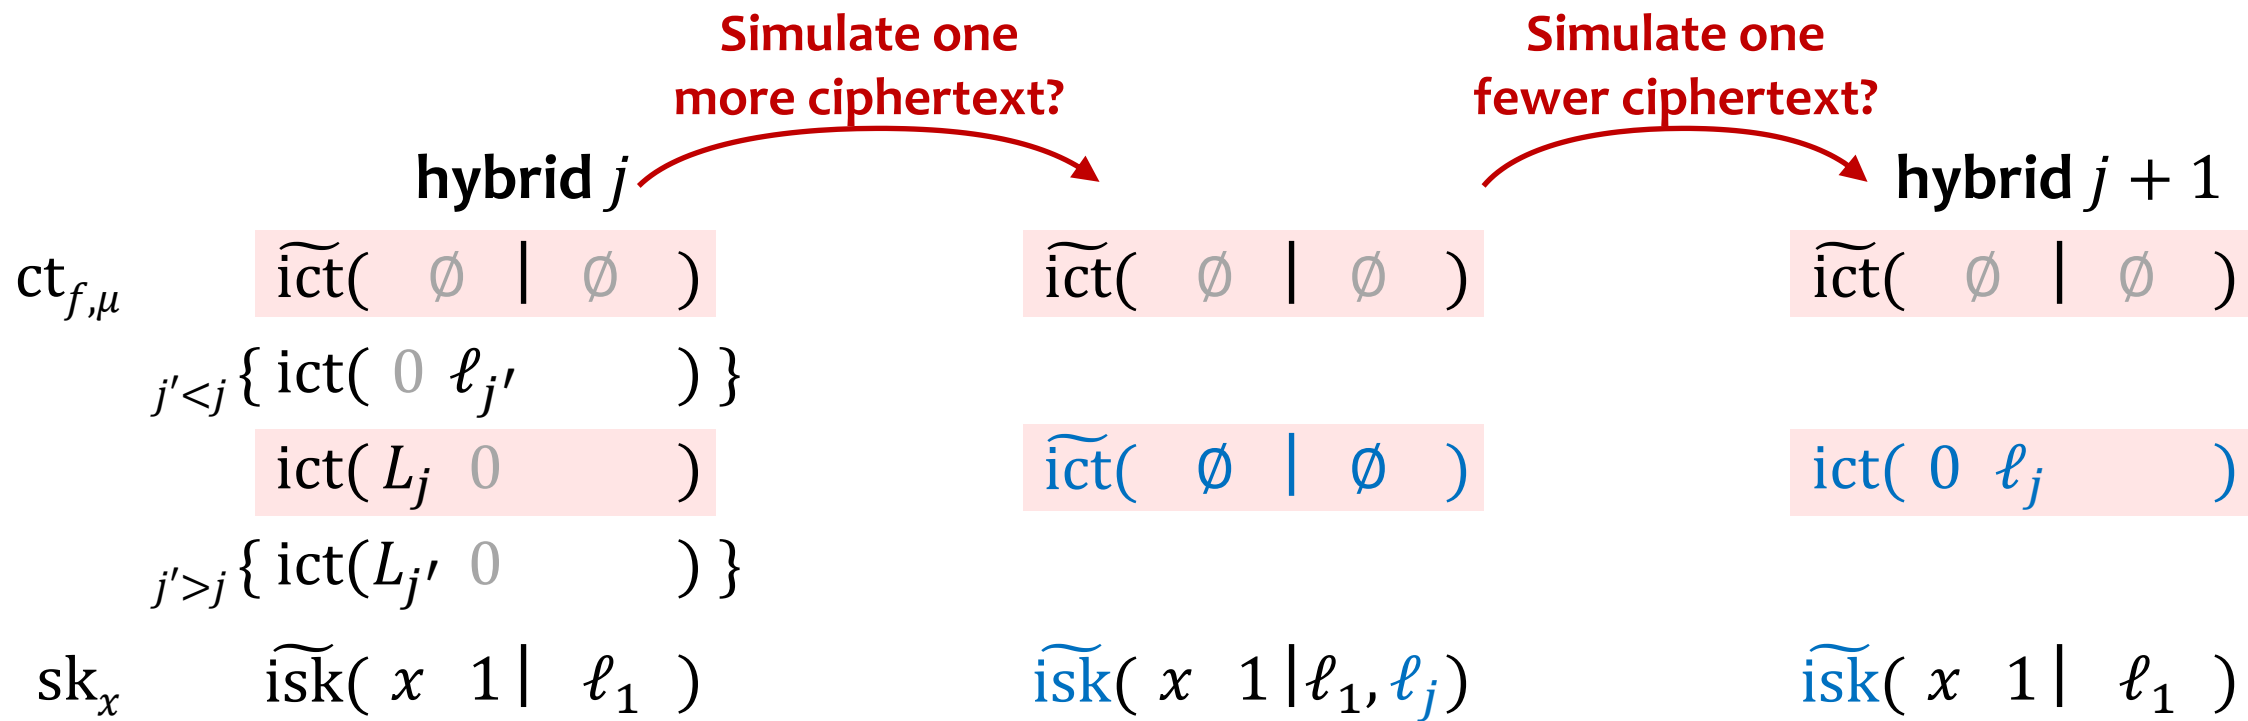 Simulate one more ciphertext?
Simulate one fewer ciphertext?
hybrid j
hybrid j + 1
ct_{f,μ} ĩct( ∅ | ∅ ) ĩct( ∅ | ∅ ) ĩct( ∅ | ∅ )
j′<j { ict( 0 ℓ_{j′} ) }
ict( L_j 0 ) ĩct( ∅ | ∅ ) ict( 0 ℓ_j )
j′>j { ict( L_{j′} 0 ) }
sk_x ĩsk( x 1 | ℓ_1 ) ĩsk( x 1 | ℓ_1, ℓ_j ) ĩsk( x 1 | ℓ_1 )